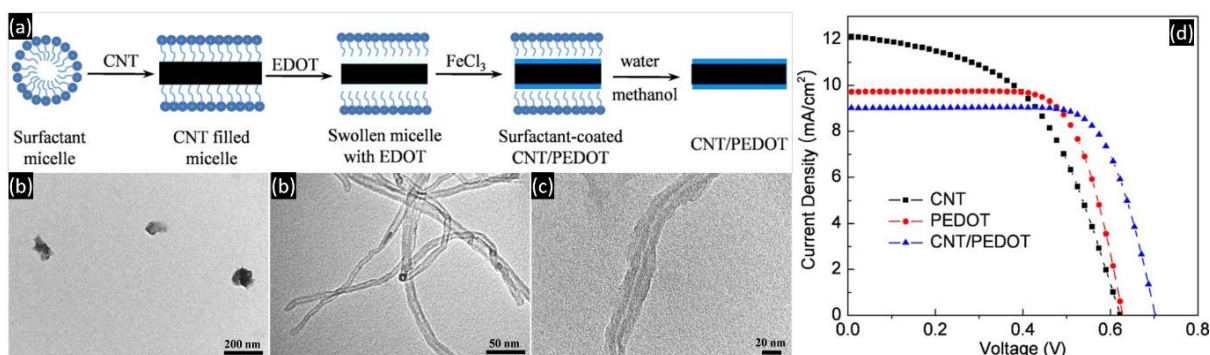 (a)
CNT
EDOT
FeCl3
water
methanol
Surfactant
micelle
CNT filled
micelle
Swollen micelle
with EDOT
Surfactant-coated
CNT/PEDOT
CNT/PEDOT
(b)
200 nm
(b)
50 nm
(c)
20 nm
(d)
Current Density (mA/cm²)
12
10
8
6
4
2
0
CNT
PEDOT
CNT/PEDOT
0.0 0.2 0.4 0.6 0.8
Voltage (V)